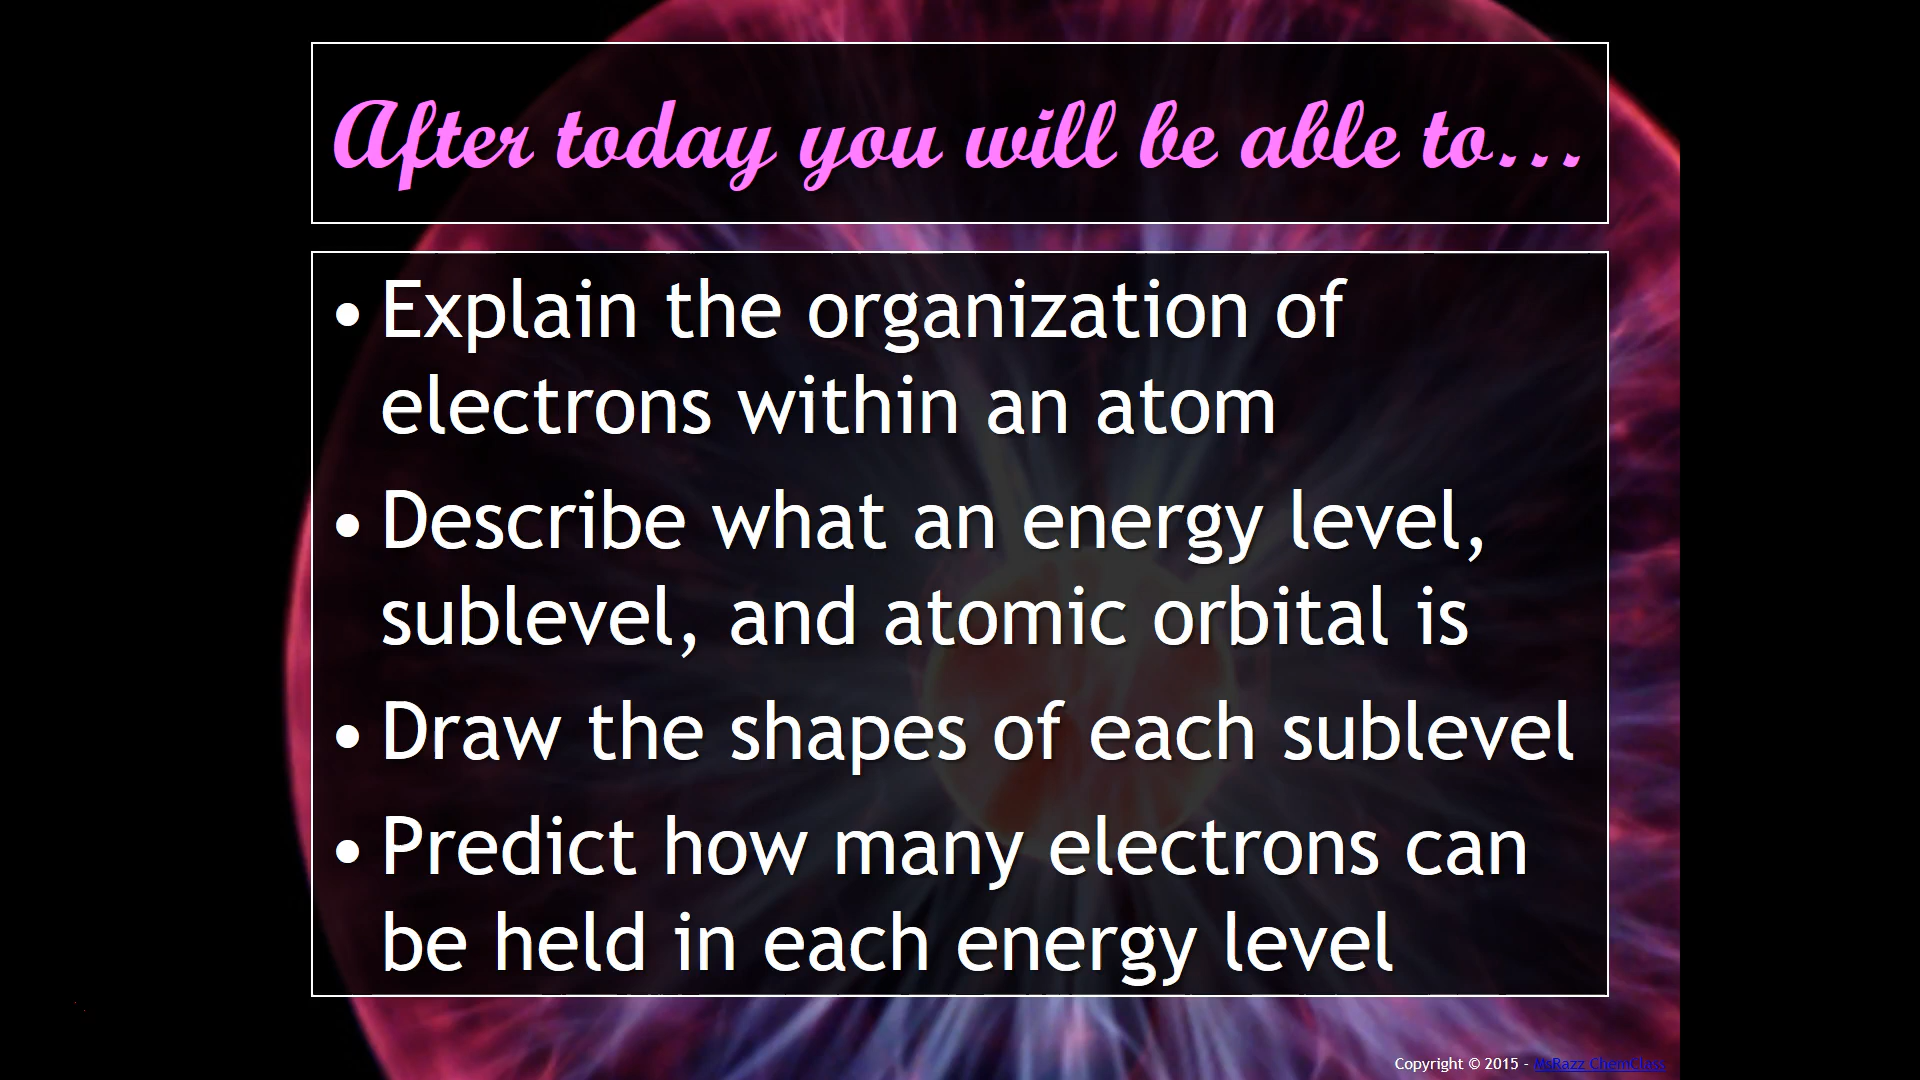 After today you will be able to...
• Explain the organization of
electrons within an atom
• Describe what an energy level,
sublevel, and atomic orbital is
• Draw the shapes of each sublevel
• Predict how many electrons can
be held in each energy level
Copyright © 2015 - MsRazz ChemClass